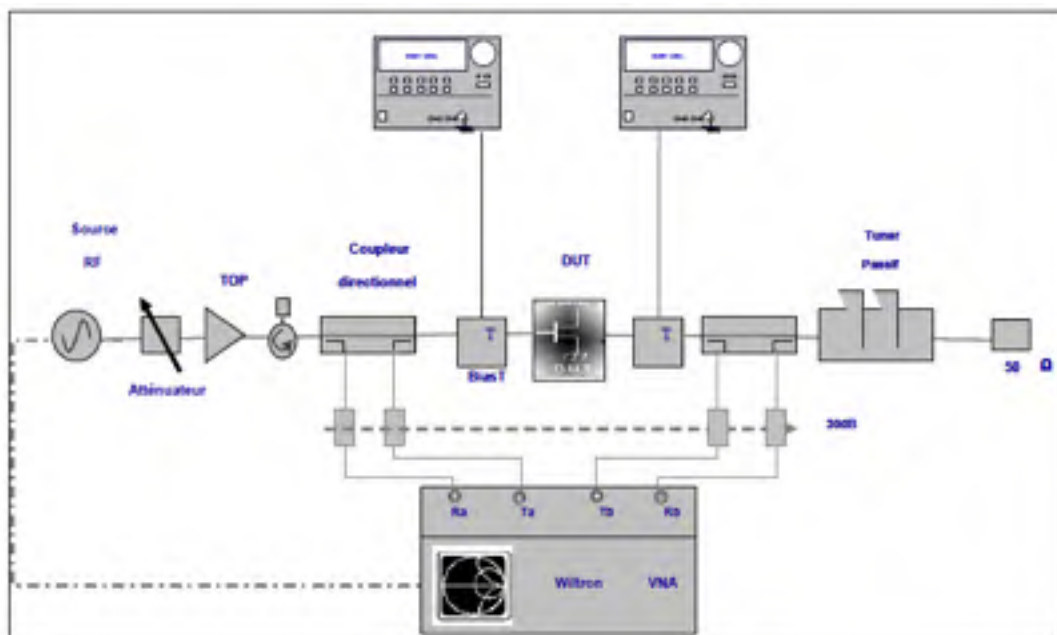 Source
RF
TOP
Coupleur
directionnel
DUT
Tuner
Passif
Atténuateur
T
BiasT
T
50 Ω
30dB
Ra
Ta
Tb
Rb
Wiltron
VNA